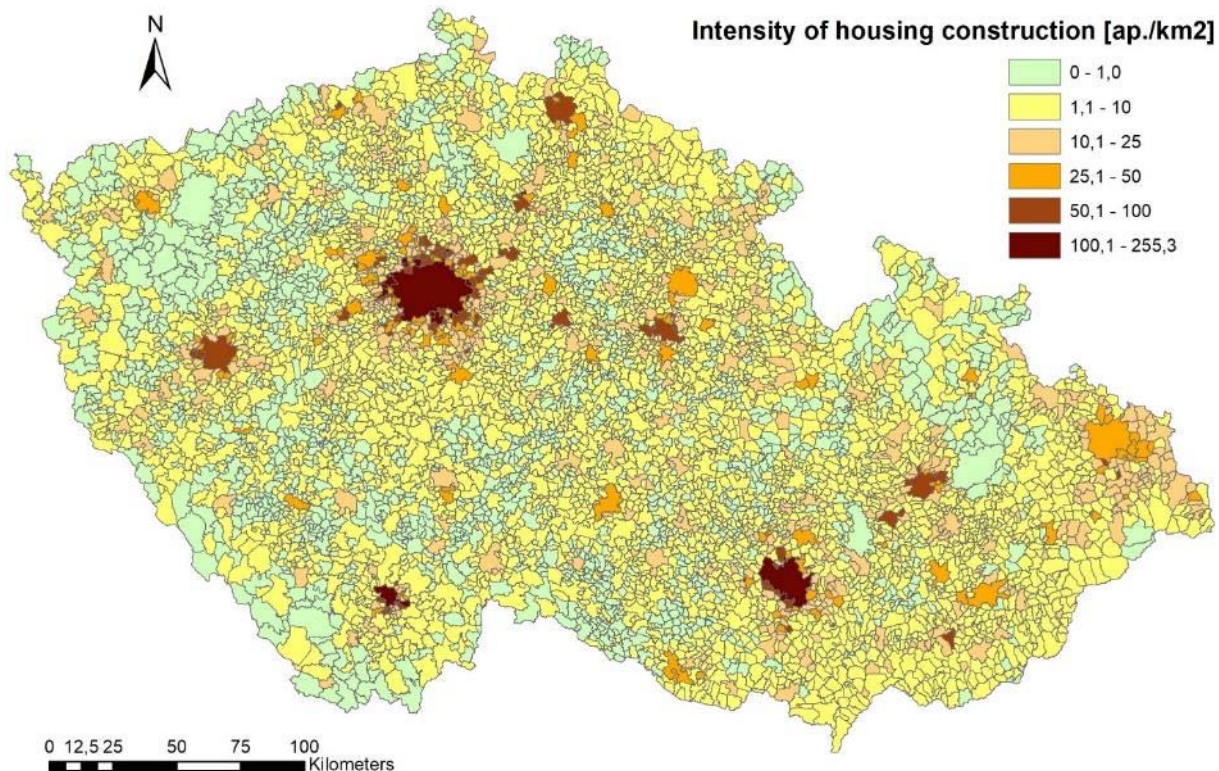 N
Intensity of housing construction [ap./km2]
0 - 1,0
1,1 - 10
10,1 - 25
25,1 - 50
50,1 - 100
100,1 - 255,3
0 12,5 25 50 75 100
Kilometers